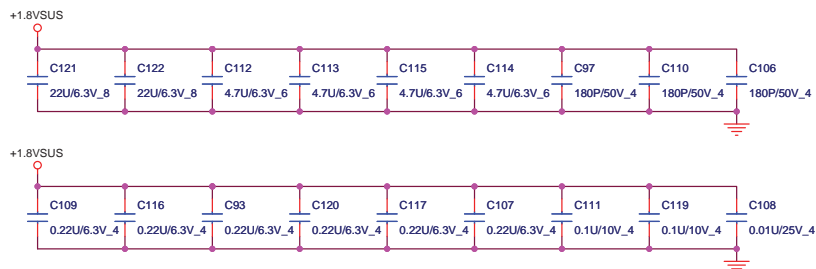 +1.8VSUS
C121 C122 C112 C113 C115 C114 C97 C110 C106
22U/6.3V_8 22U/6.3V_8 4.7U/6.3V_6 4.7U/6.3V_6 4.7U/6.3V_6 4.7U/6.3V_6 180P/50V_4 180P/50V_4 180P/50V_4
+1.8VSUS
C109 C116 C93 C120 C117 C107 C111 C119 C108
0.22U/6.3V_4 0.22U/6.3V_4 0.22U/6.3V_4 0.22U/6.3V_4 0.22U/6.3V_4 0.22U/6.3V_4 0.1U/10V_4 0.1U/10V_4 0.01U/25V_4